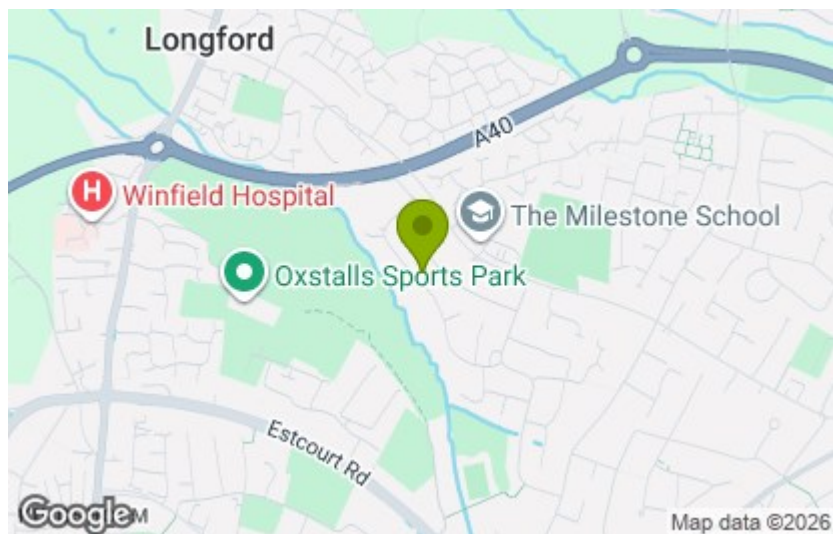 Longford
A40
H
Winfield Hospital
The Milestone School
Oxstalls Sports Park
Estcourt Rd
Google
Map data ©2026